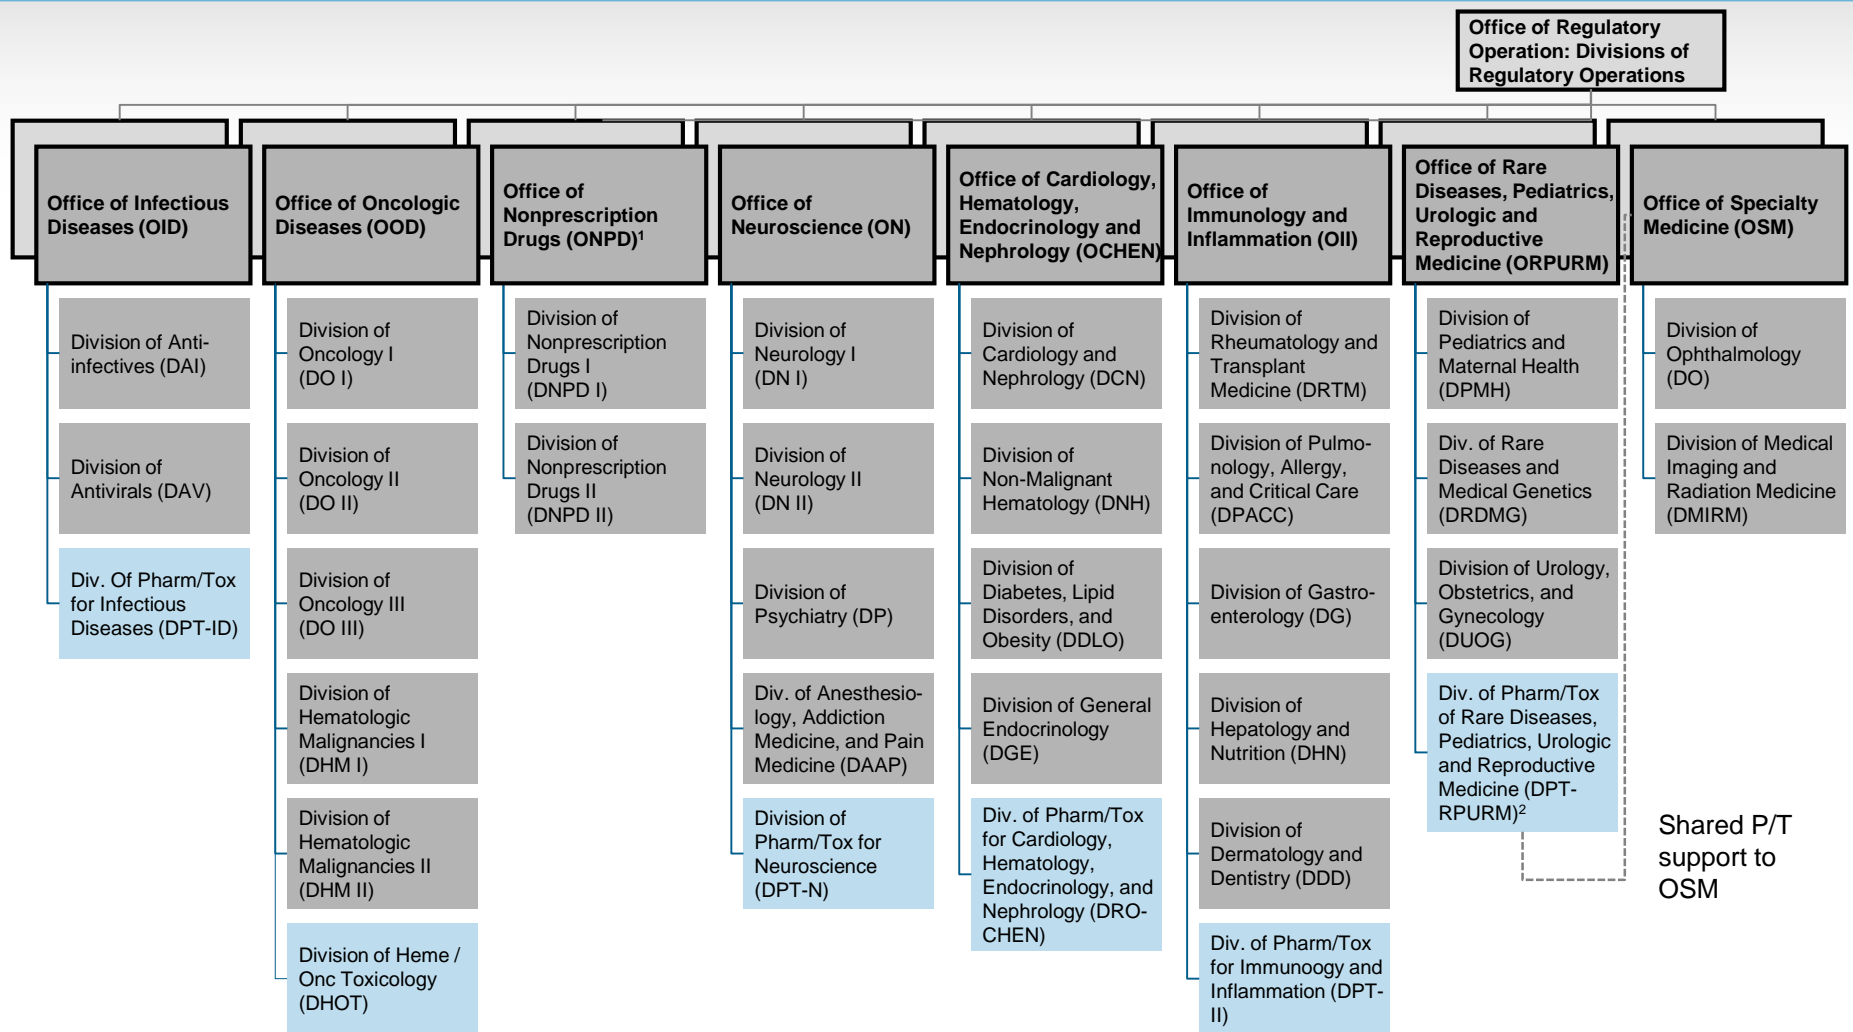 Office of Regulatory
Operation: Divisions of
Regulatory Operations
Office of Infectious
Diseases (OID)
Division of Anti-
infectives (DAI)
Division of
Antivirals (DAV)
Div. Of Pharm/Tox
for Infectious
Diseases (DPT-ID)
Office of Oncologic
Diseases (OOD)
Division of
Oncology I
(DO I)
Division of
Oncology II
(DO II)
Division of
Oncology III
(DO III)
Division of
Hematologic
Malignancies I
(DHM I)
Division of
Hematologic
Malignancies II
(DHM II)
Division of Heme /
Onc Toxicology
(DHOT)
Office of
Nonprescription
Drugs (ONPD)¹
Division of
Nonprescription
Drugs I
(DNPD I)
Division of
Nonprescription
Drugs II
(DNPD II)
Office of
Neuroscience (ON)
Division of
Neurology I
(DN I)
Division of
Neurology II
(DN II)
Division of
Psychiatry (DP)
Div. of Anesthesio-
logy, Addiction
Medicine, and Pain
Medicine (DAAP)
Division of
Pharm/Tox for
Neuroscience
(DPT-N)
Office of Cardiology,
Hematology,
Endocrinology and
Nephrology (OCHEN)
Division of
Cardiology and
Nephrology (DCN)
Division of
Non-Malignant
Hematology (DNH)
Division of
Diabetes, Lipid
Disorders, and
Obesity (DDLO)
Division of General
Endocrinology
(DGE)
Div. of Pharm/Tox
for Cardiology,
Hematology,
Endocrinology, and
Nephrology (DRO-
CHEN)
Office of
Immunology and
Inflammation (OII)
Division of
Rheumatology and
Transplant
Medicine (DRTM)
Division of Pulmo-
nology, Allergy,
and Critical Care
(DPACC)
Division of Gastro-
enterology (DG)
Division of
Hepatology and
Nutrition (DHN)
Division of
Dermatology and
Dentistry (DDD)
Div. of Pharm/Tox
for Immunoogy and
Inflammation (DPT-
II)
Office of Rare
Diseases, Pediatrics,
Urologic and
Reproductive
Medicine (ORPURM)
Division of
Pediatrics and
Maternal Health
(DPMH)
Div. of Rare
Diseases and
Medical Genetics
(DRDMG)
Division of Urology,
Obstetrics, and
Gynecology
(DUOG)
Div. of Pharm/Tox
of Rare Diseases,
Pediatrics, Urologic
and Reproductive
Medicine (DPT-
RPURM)²
Office of Specialty
Medicine (OSM)
Division of
Ophthalmology
(DO)
Division of Medical
Imaging and
Radiation Medicine
(DMIRM)
Shared P/T
support to
OSM